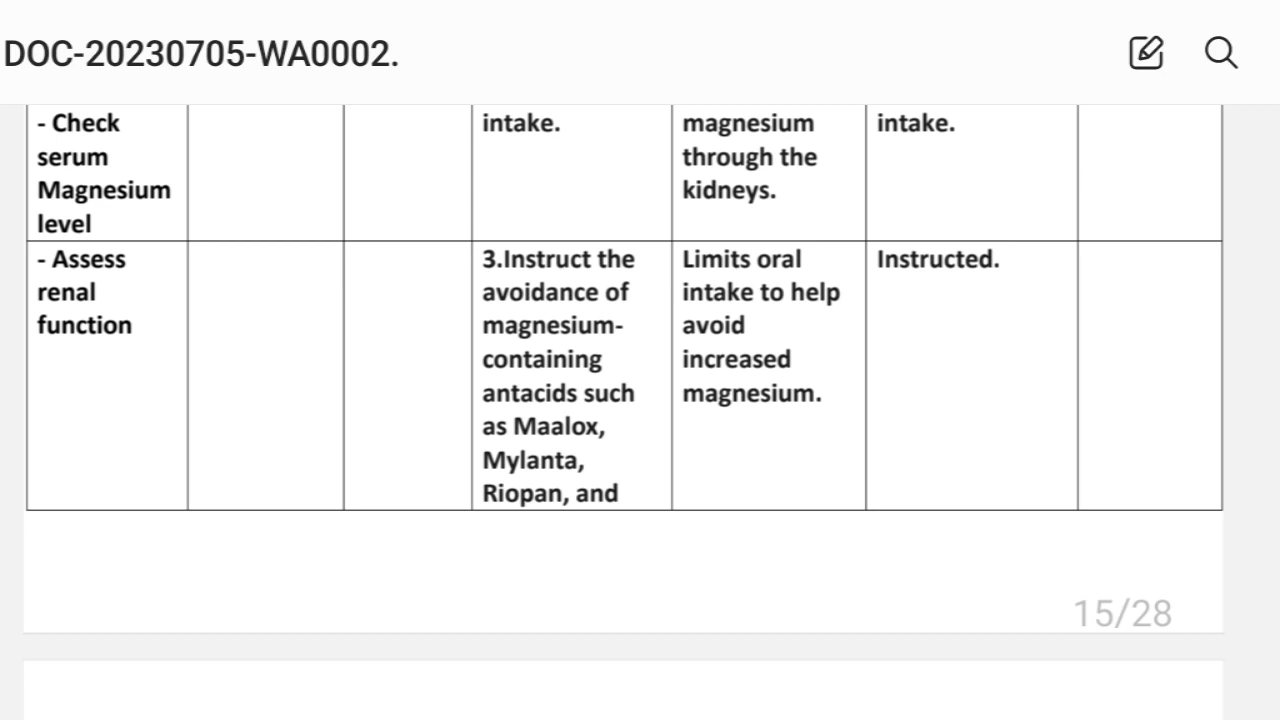 DOC-20230705-WA0002.
- Check
serum
Magnesium
level
intake.
magnesium
through the
kidneys.
intake.
- Assess
renal
function
3.Instruct the
avoidance of
magnesium-
containing
antacids such
as Maalox,
Mylanta,
Riopan, and
Limits oral
intake to help
avoid
increased
magnesium.
Instructed.
15/28